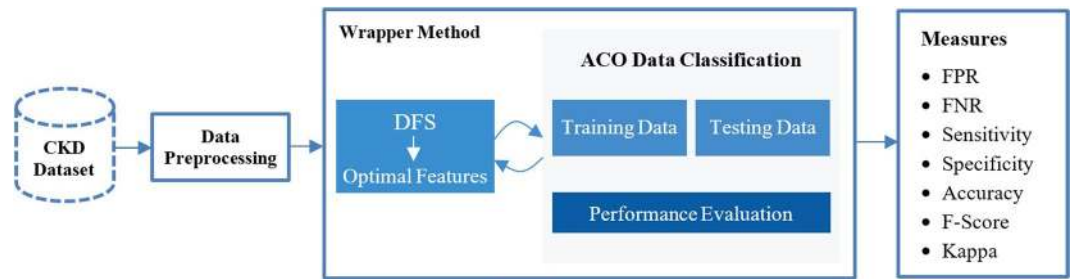 CKD
Dataset
Data
Preprocessing
Wrapper Method
DFS
Optimal Features
ACO Data Classification
Training Data
Testing Data
Performance Evaluation
Measures
• FPR
• FNR
• Sensitivity
• Specificity
• Accuracy
• F-Score
• Kappa